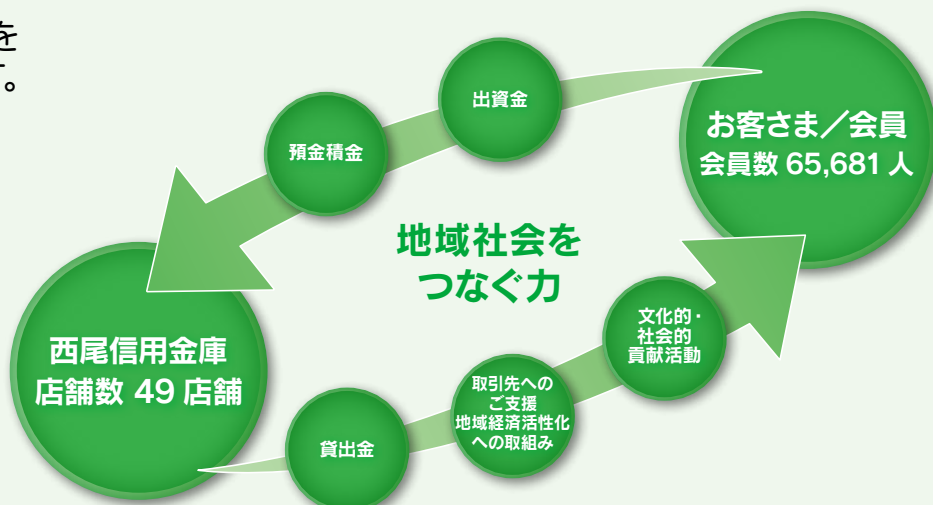 を
す。
出資金
お客さま／会員
会員数 65,681 人
預金積金
地域社会を
つなぐ力
文化的・
社会的
貢献活動
西尾信用金庫
店舗数 49 店舗
取引先への
ご支援
地域経済活性化
への取組み
貸出金